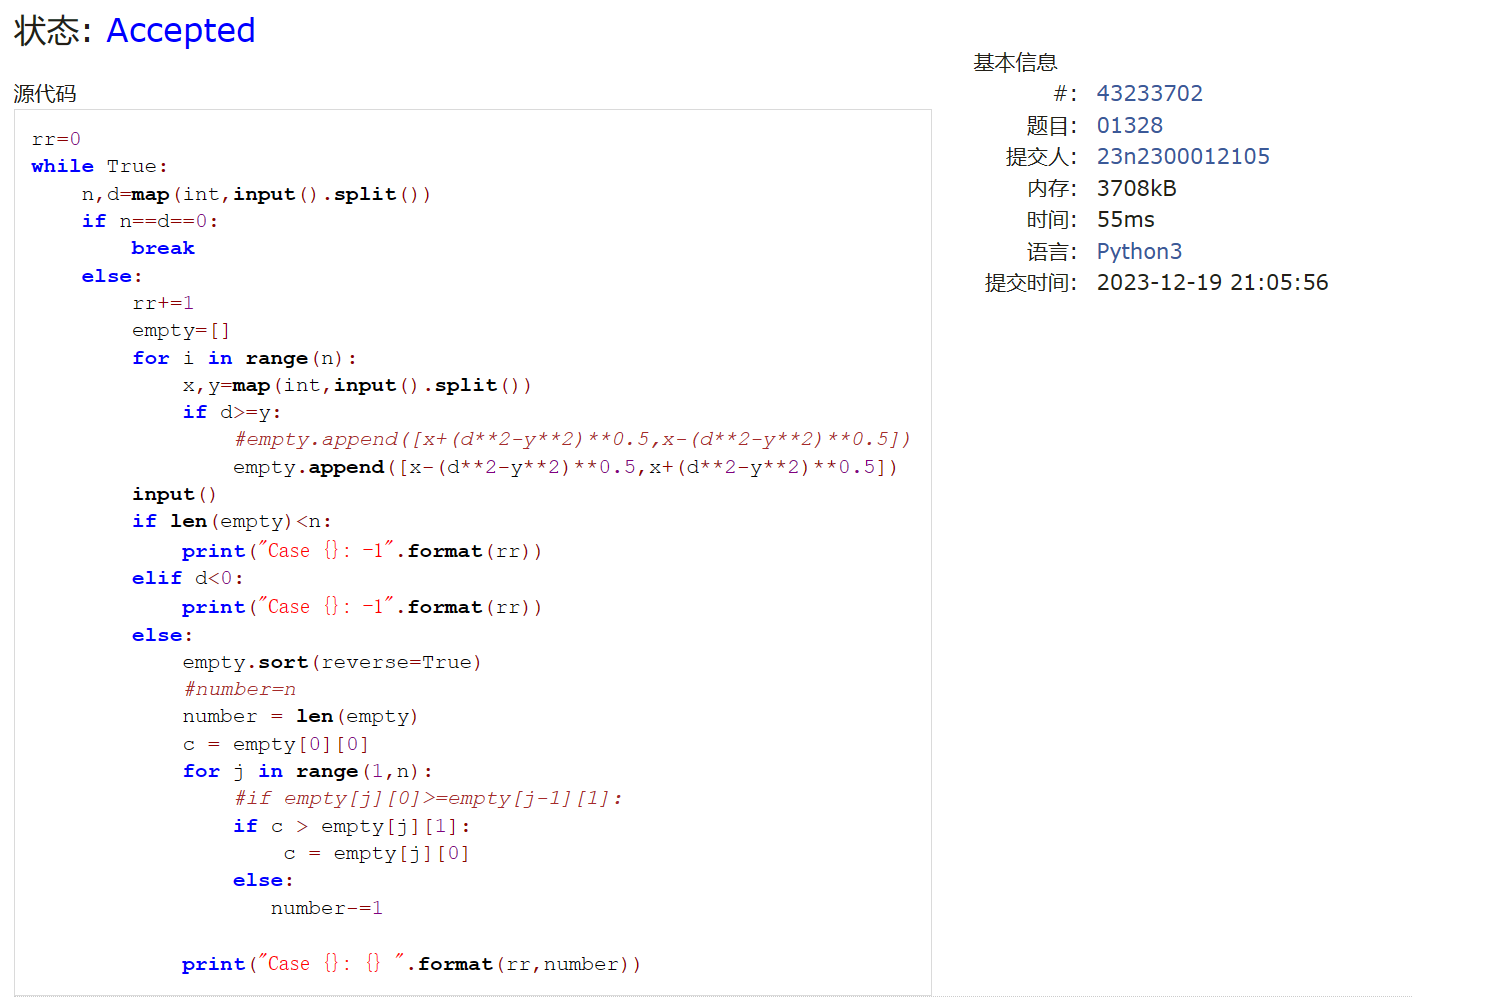 状态: Accepted
源代码
rr=0
while True:
    n,d=map(int,input().split())
    if n==d==0:
        break
    else:
        rr+=1
        empty=[]
        for i in range(n):
            x,y=map(int,input().split())
            if d>=y:
                #empty.append([x+(d**2-y**2)**0.5,x-(d**2-y**2)**0.5])
                empty.append([x-(d**2-y**2)**0.5,x+(d**2-y**2)**0.5])
        input()
        if len(empty)<n:
            print("Case {}: -1".format(rr))
        elif d<0:
            print("Case {}: -1".format(rr))
        else:
            empty.sort(reverse=True)
            #number=n
            number = len(empty)
            c = empty[0][0]
            for j in range(1,n):
                #if empty[j][0]>=empty[j-1][1]:
                if c > empty[j][1]:
                    c = empty[j][0]
                else:
                   number-=1

            print("Case {}: {} ".format(rr,number))
基本信息
#: 43233702
题目: 01328
提交人: 23n2300012105
内存: 3708kB
时间: 55ms
语言: Python3
提交时间: 2023-12-19 21:05:56